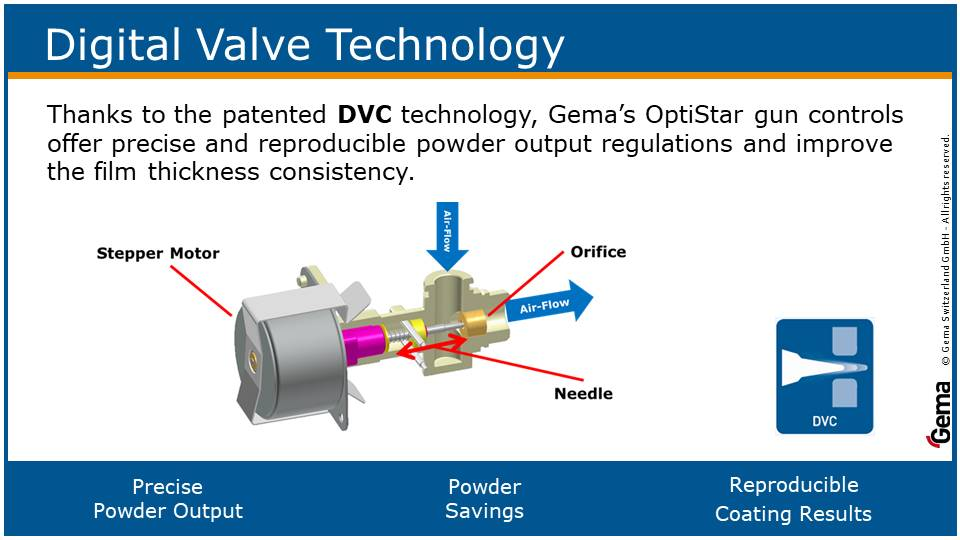 Digital Valve Technology
Thanks to the patented DVC technology, Gema’s OptiStar gun controls
offer precise and reproducible powder output regulations and improve
the film thickness consistency.
Air-Flow
Stepper Motor
Orifice
Air-Flow
Needle
DVC
© Gema Switzerland GmbH - All rights reserved.
Gema
Precise
Powder Output
Powder
Savings
Reproducible
Coating Results